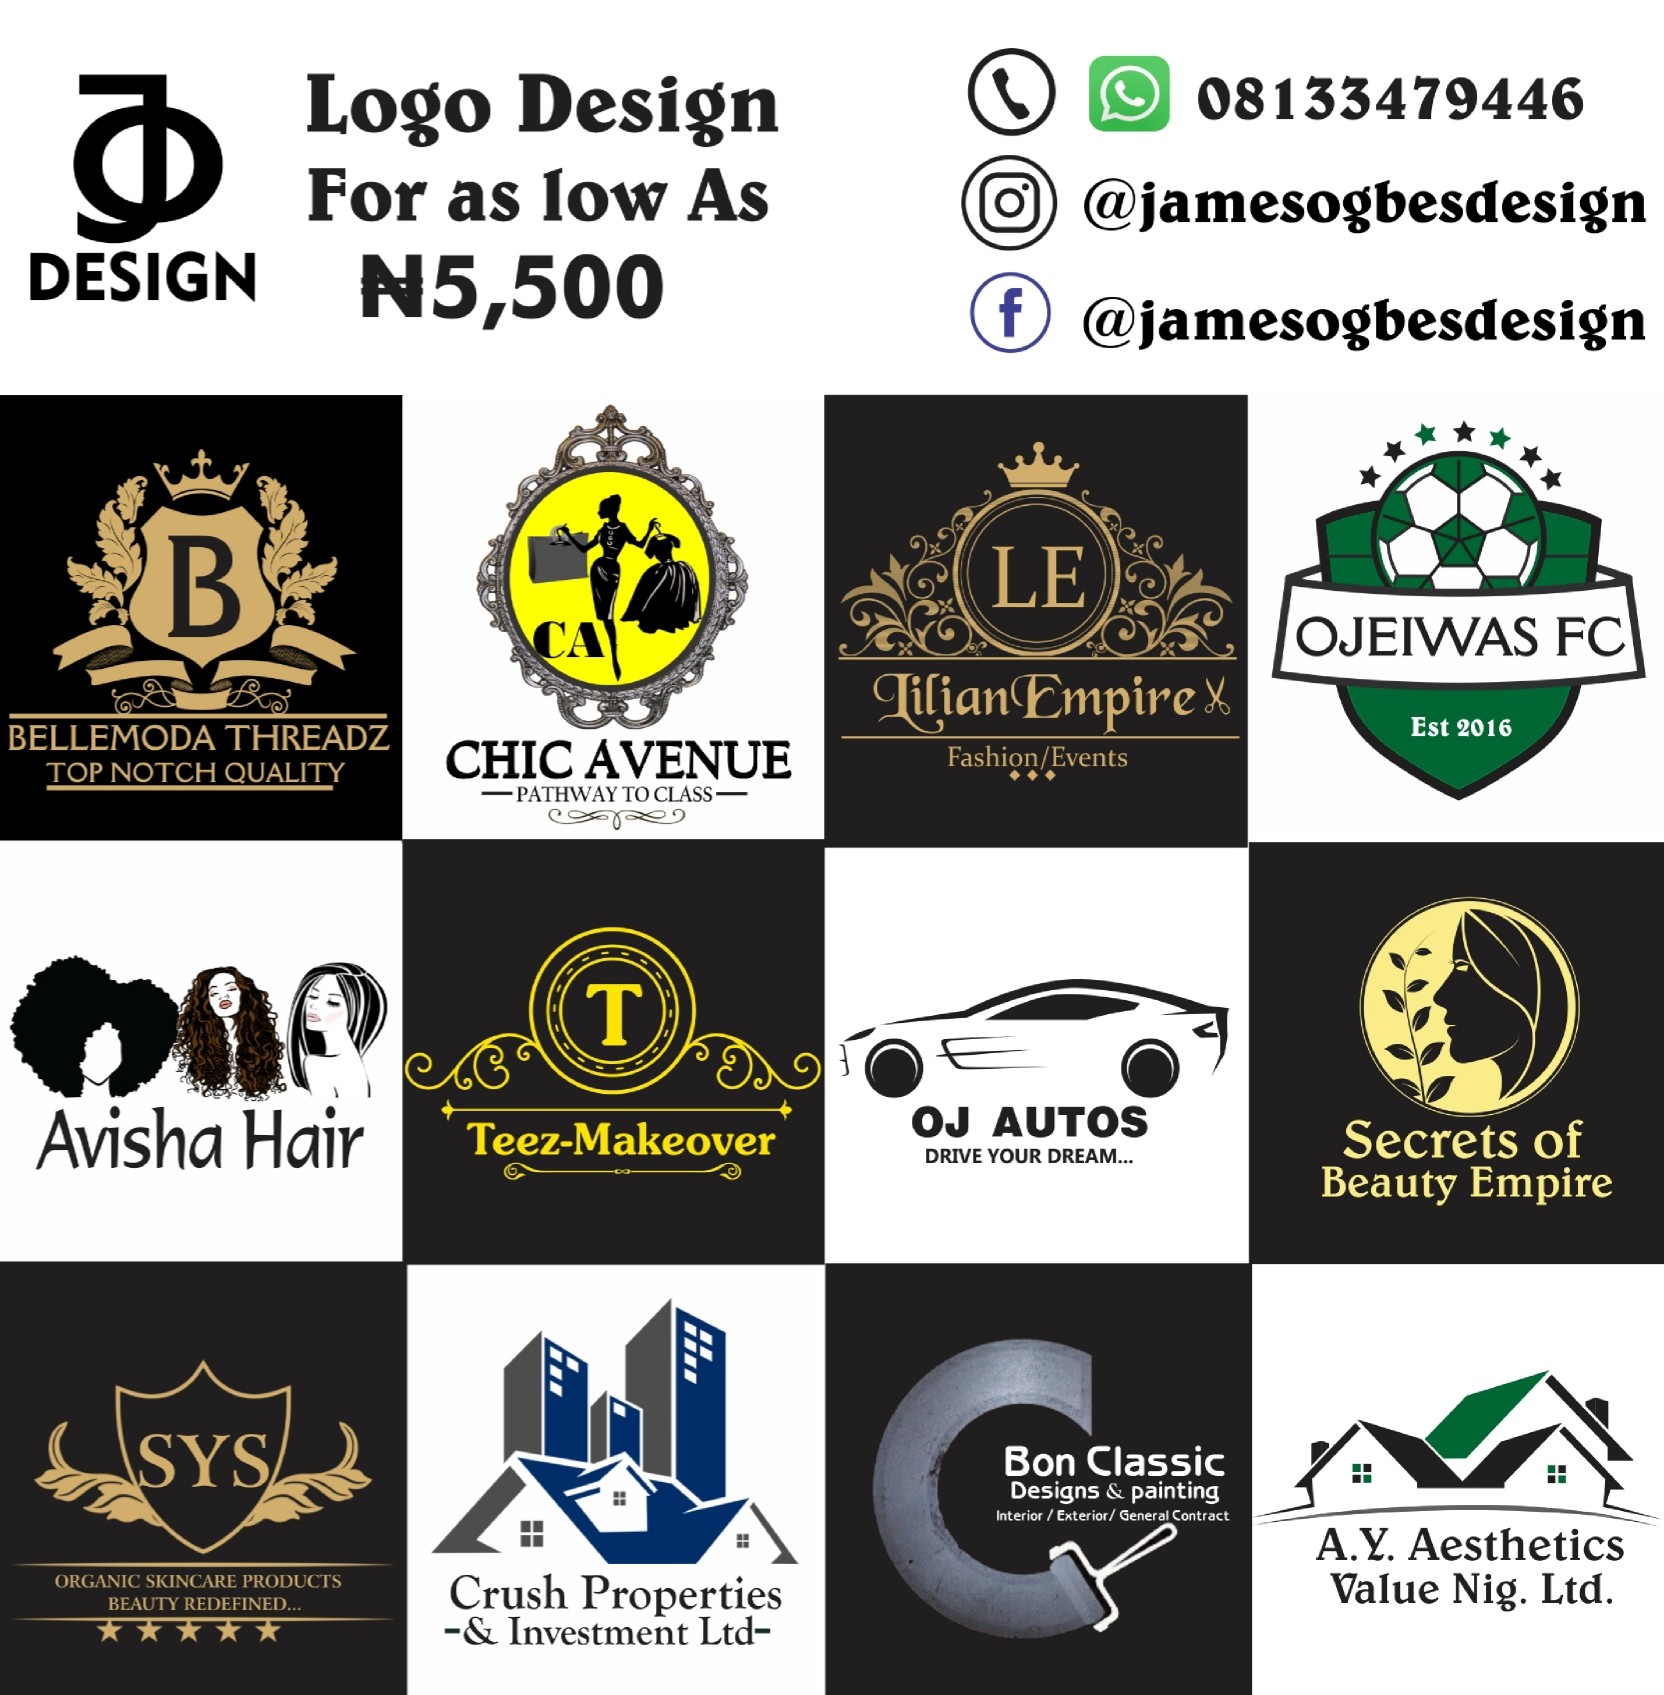 DESIGN
Logo Design
For as low As
₦5,500
08133479446
@jamesogbesdesign
@jamesogbesdesign
B
BELLEMODA THREADZ
TOP NOTCH QUALITY
CA
CHIC AVENUE
PATHWAY TO CLASS
LE
Lilian Empire
Fashion/Events
OJEIWAS FC
Est 2016
Avisha Hair
T
Teez-Makeover
OJ AUTOS
DRIVE YOUR DREAM...
Secrets of
Beauty Empire
SYS
ORGANIC SKINCARE PRODUCTS
BEAUTY REDEFINED...
Crush Properties
-& Investment Ltd-
Bon Classic
Designs & painting
Interior / Exterior/ General Contract
A.Y. Aesthetics
Value Nig. Ltd.